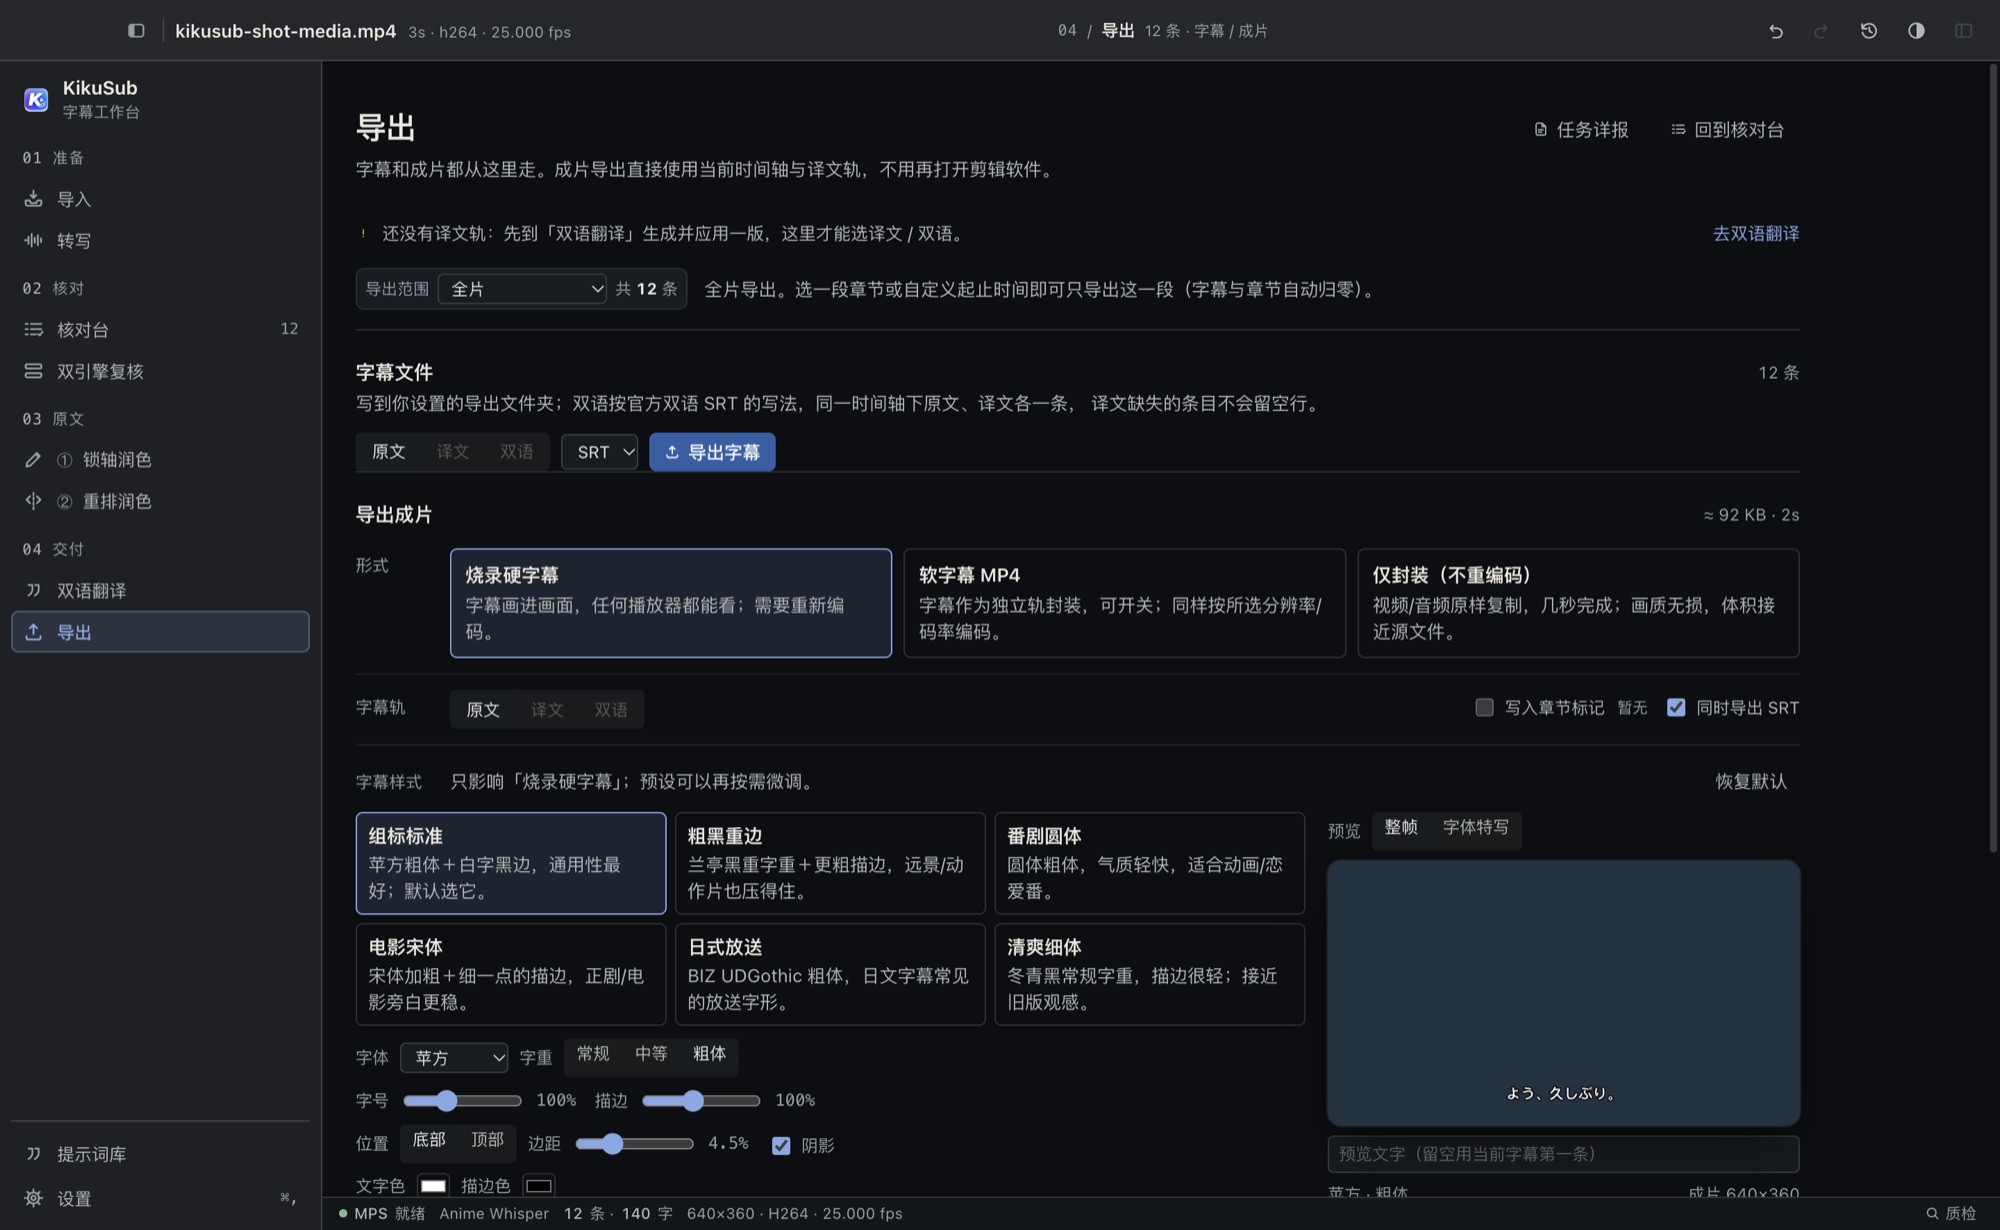 kikusub-shot-media.mp4 3s · h264 · 25.000 fps
04 / 导出 12 条 · 字幕 / 成片
KikuSub
字幕工作台
01 准备
导入
转写
02 核对
核对台 12
双引擎复核
03 原文
① 锁轴润色
② 重排润色
04 交付
双语翻译
导出
提示词库
设置 ⌘,
导出
任务详报 回到核对台
字幕和成片都从这里走。成片导出直接使用当前时间轴与译文轨，不用再打开剪辑软件。
! 还没有译文轨：先到「双语翻译」生成并应用一版，这里才能选译文 / 双语。 去双语翻译
导出范围 全片 共 12 条 全片导出。选一段章节或自定义起止时间即可只导出这一段（字幕与章节自动归零）。
字幕文件 12 条
写到你设置的导出文件夹；双语按官方双语 SRT 的写法，同一时间轴下原文、译文各一条， 译文缺失的条目不会留空行。
原文 译文 双语 SRT 导出字幕
导出成片 ≈ 92 KB · 2s
形式
烧录硬字幕
字幕画进画面，任何播放器都能看；需要重新编
码。
软字幕 MP4
字幕作为独立轨封装，可开关；同样按所选分辨率/
码率编码。
仅封装（不重编码）
视频/音频原样复制，几秒完成；画质无损，体积接
近源文件。
字幕轨 原文 译文 双语 写入章节标记 暂无 同时导出 SRT
字幕样式 只影响「烧录硬字幕」；预设可以再按需微调。 恢复默认
组标标准
苹方粗体＋白字黑边，通用性最
好；默认选它。
粗黑重边
兰亭黑重字重＋更粗描边，远景/动
作片也压得住。
番剧圆体
圆体粗体，气质轻快，适合动画/恋
爱番。
电影宋体
宋体加粗＋细一点的描边，正剧/电
影旁白更稳。
日式放送
BIZ UDGothic 粗体，日文字幕常见
的放送字形。
清爽细体
冬青黑常规字重，描边很轻；接近
旧版观感。
字体 苹方 字重 常规 中等 粗体
字号 100% 描边 100%
位置 底部 顶部 边距 4.5% 阴影
文字色 描边色
预览 整帧 字体特写
よう、久しぶり。
预览文字（留空用当前字幕第一条）
苹方 · 粗体 成片 640×360
MPS 就绪 Anime Whisper 12 条 · 140 字 640×360 · H264 · 25.000 fps 质检